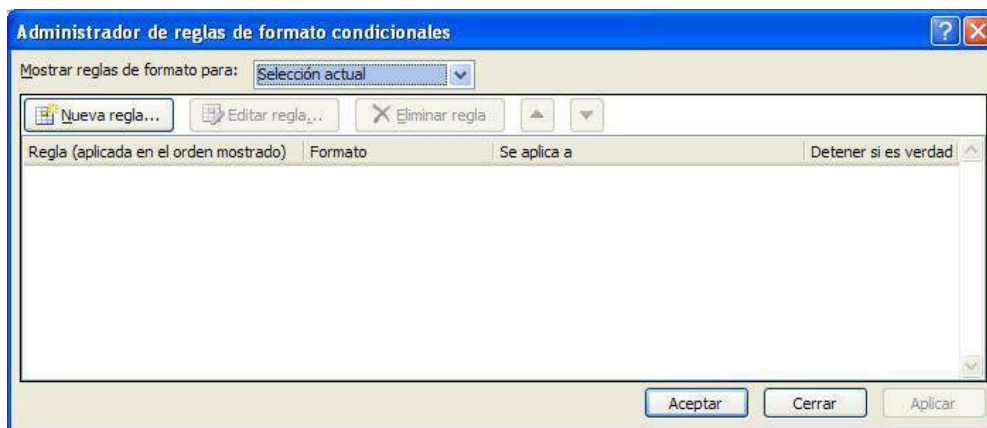 Administrador de reglas de formato condicionales
Mostrar reglas de formato para: Selección actual
Nueva regla... Editar regla... Eliminar regla
Regla (aplicada en el orden mostrado) Formato Se aplica a Detener si es verdad
Aceptar Cerrar Aplicar